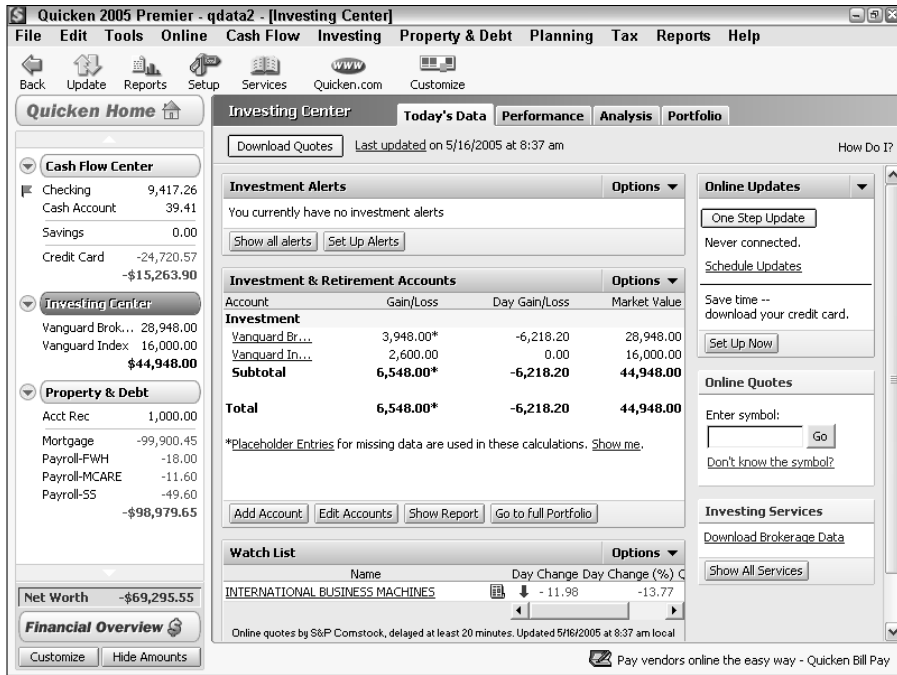 Quicken 2005 Premier - qdata2 - [Investing Center]
File Edit Tools Online Cash Flow Investing Property & Debt Planning Tax Reports Help
Back Update Reports Setup Services Quicken.com Customize
Quicken Home
Cash Flow Center
Checking 9,417.26
Cash Account 39.41
Savings 0.00
Credit Card -24,720.57
-$15,263.90
Investing Center
Vanguard Brok... 28,948.00
Vanguard Index 16,000.00
$44,948.00
Property & Debt
Acct Rec 1,000.00
Mortgage -99,900.45
Payroll-FWH -18.00
Payroll-MCARE -11.60
Payroll-SS -49.60
-$98,979.65
Net Worth -$69,295.55
Financial Overview
Customize Hide Amounts
Investing Center Today's Data Performance Analysis Portfolio
Download Quotes Last updated on 5/16/2005 at 8:37 am How Do I?
Investment Alerts Options
You currently have no investment alerts
Show all alerts Set Up Alerts
Investment & Retirement Accounts Options
Account Gain/Loss Day Gain/Loss Market Value
Investment
Vanguard Br... 3,948.00* -6,218.20 28,948.00
Vanguard In... 2,600.00 0.00 16,000.00
Subtotal 6,548.00* -6,218.20 44,948.00
Total 6,548.00* -6,218.20 44,948.00
*Placeholder Entries for missing data are used in these calculations. Show me.
Add Account Edit Accounts Show Report Go to full Portfolio
Watch List Options
Name Day Change Day Change (%)
INTERNATIONAL BUSINESS MACHINES - 11.98 -13.77
Online quotes by S&P Comstock, delayed at least 20 minutes. Updated 5/16/2005 at 8:37 am local
Online Updates
One Step Update
Never connected.
Schedule Updates
Save time --
download your credit card.
Set Up Now
Online Quotes
Enter symbol:
Go
Don't know the symbol?
Investing Services
Download Brokerage Data
Show All Services
Pay vendors online the easy way - Quicken Bill Pay